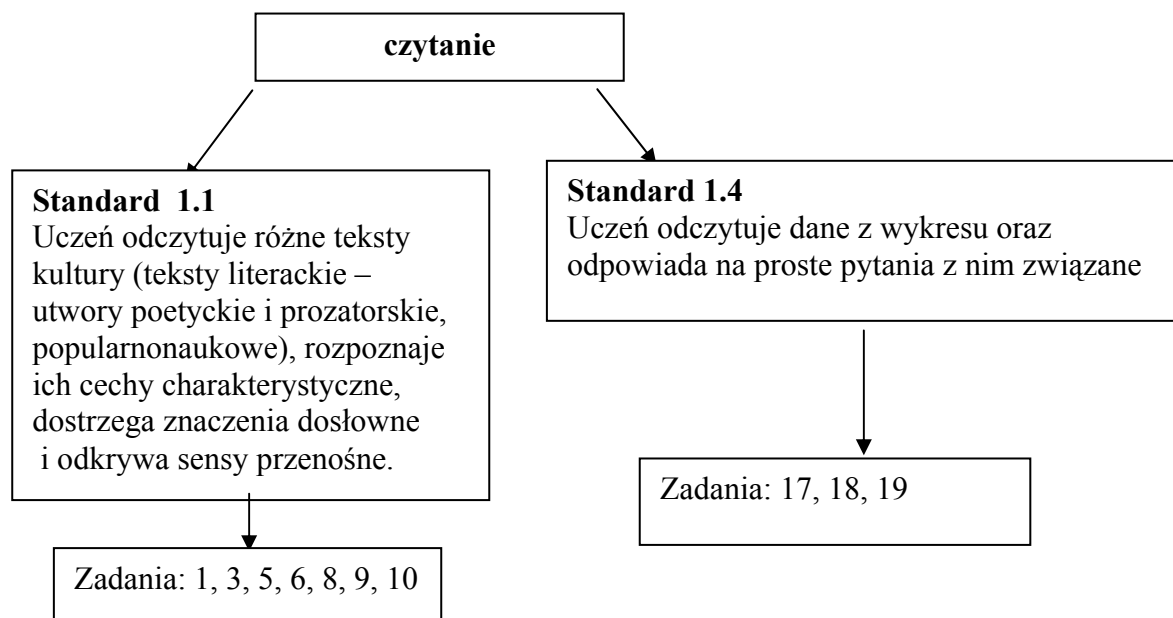 czytanie
Standard 1.1
Uczeń odczytuje różne teksty
kultury (teksty literackie –
utwory poetyckie i prozatorskie,
popularnonaukowe), rozpoznaje
ich cechy charakterystyczne,
dostrzega znaczenia dosłowne
i odkrywa sensy przenośne.
Zadania: 1, 3, 5, 6, 8, 9, 10
Standard 1.4
Uczeń odczytuje dane z wykresu oraz
odpowiada na proste pytania z nim związane
Zadania: 17, 18, 19